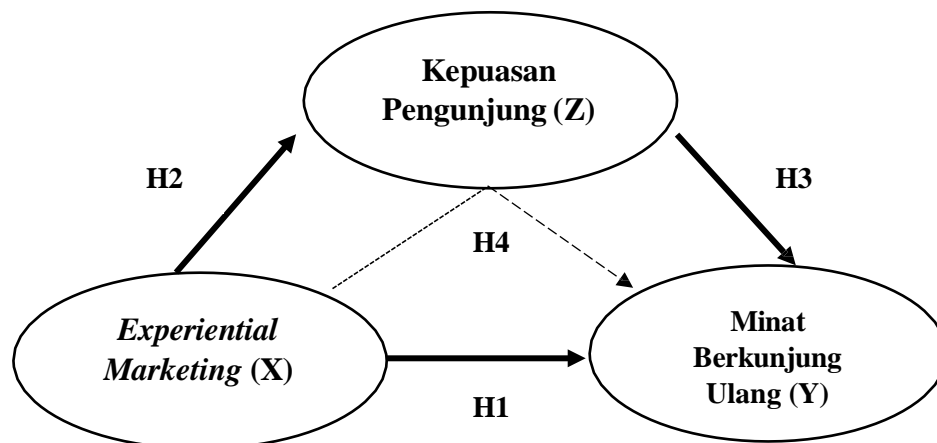 Kepuasan
Pengunjung (Z)
H2
H3
H4
Experiential
Marketing (X)
Minat
Berkunjung
Ulang (Y)
H1